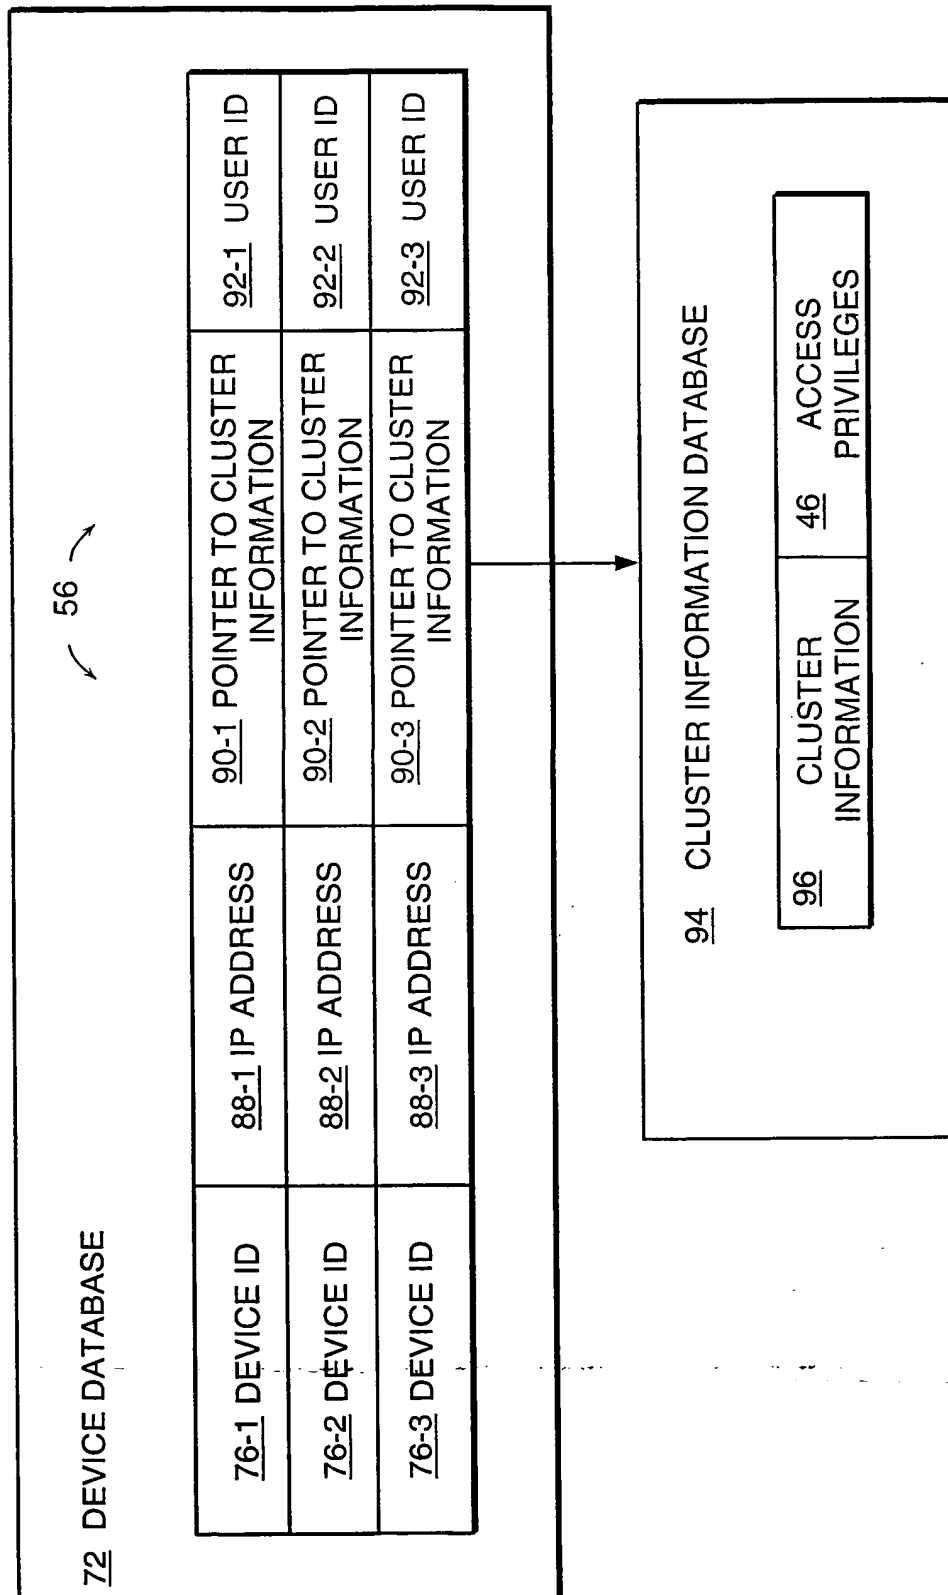 72 DEVICE DATABASE
56
76-1 DEVICE ID
88-1 IP ADDRESS
90-1 POINTER TO CLUSTER
INFORMATION
92-1 USER ID
76-2 DEVICE ID
88-2 IP ADDRESS
90-2 POINTER TO CLUSTER
INFORMATION
92-2 USER ID
76-3 DEVICE ID
88-3 IP ADDRESS
90-3 POINTER TO CLUSTER
INFORMATION
92-3 USER ID
94 CLUSTER INFORMATION DATABASE
96 CLUSTER
INFORMATION
46 ACCESS
PRIVILEGES